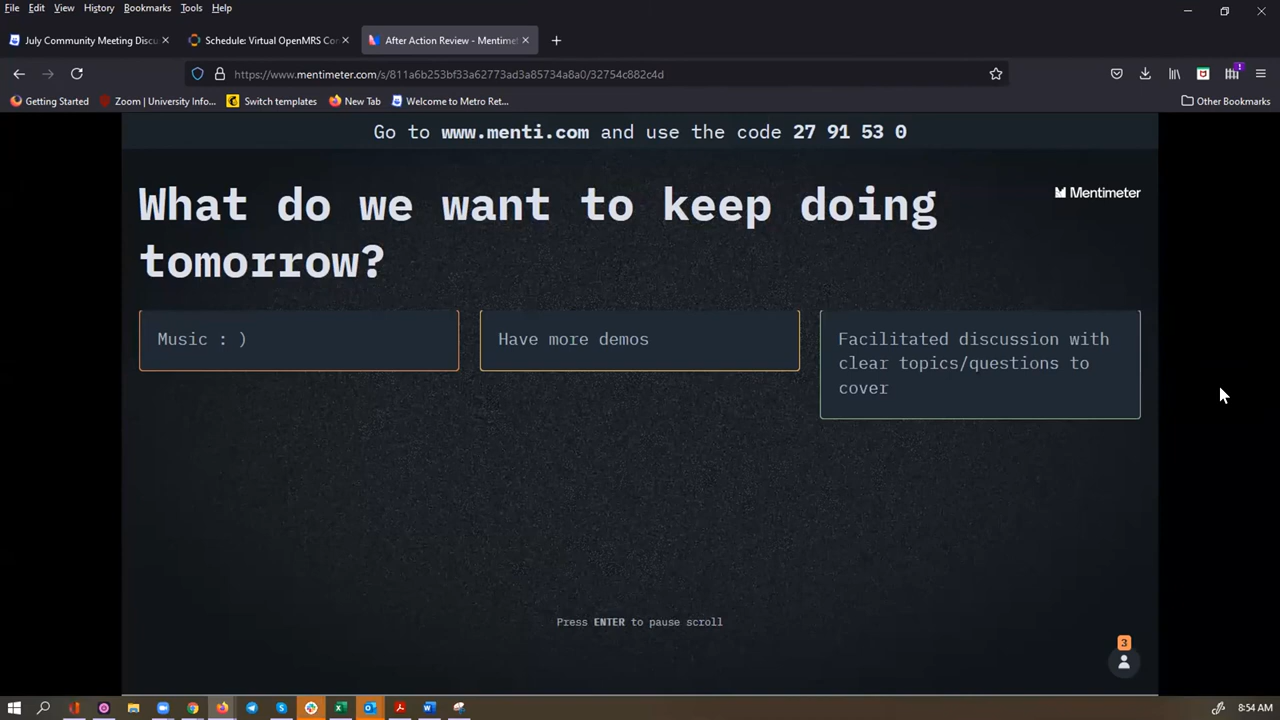 File Edit View History Bookmarks Tools Help
July Community Meeting Discu
Schedule: Virtual OpenMRS Cor
After Action Review - Mentimet
https://www.mentimeter.com/s/811a6b253bf33a62773ad3a85734a8a0/32754c882c4d
Getting Started
Zoom | University Info...
Switch templates
New Tab
Welcome to Metro Ret...
Other Bookmarks
Go to www.menti.com and use the code 27 91 53 0
Mentimeter
What do we want to keep doing
tomorrow?
Music : )
Have more demos
Facilitated discussion with
clear topics/questions to
cover
Press ENTER to pause scroll
3
8:54 AM